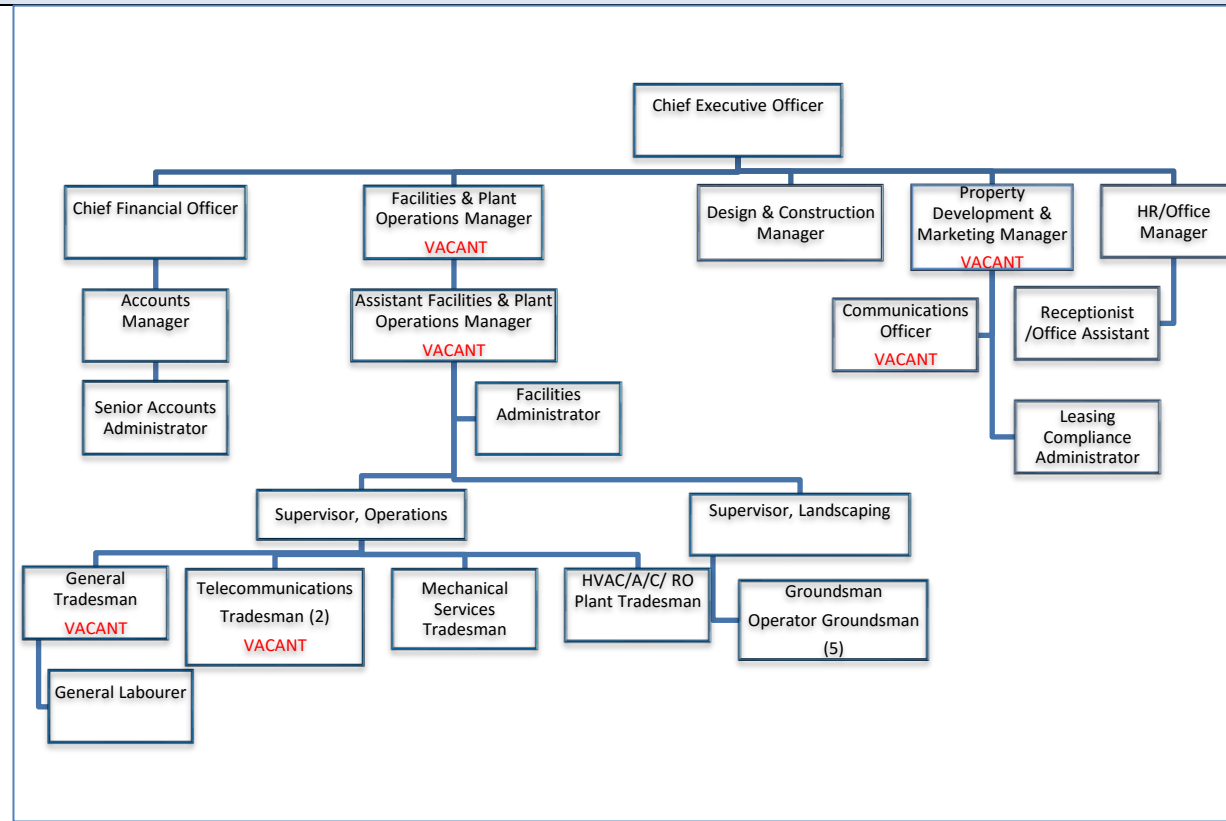 Chief Executive Officer
Chief Financial Officer
Facilities & Plant
Operations Manager
VACANT
Design & Construction
Manager
Property
Development &
Marketing Manager
VACANT
HR/Office
Manager
Accounts
Manager
Assistant Facilities & Plant
Operations Manager
VACANT
Communications
Officer
VACANT
Receptionist
/Office Assistant
Senior Accounts
Administrator
Facilities
Administrator
Leasing
Compliance
Administrator
Supervisor, Operations
Supervisor, Landscaping
General
Tradesman
VACANT
Telecommunications
Tradesman (2)
VACANT
Mechanical
Services
Tradesman
HVAC/A/C/ RO
Plant Tradesman
Groundsman
Operator Groundsman
(5)
General Labourer